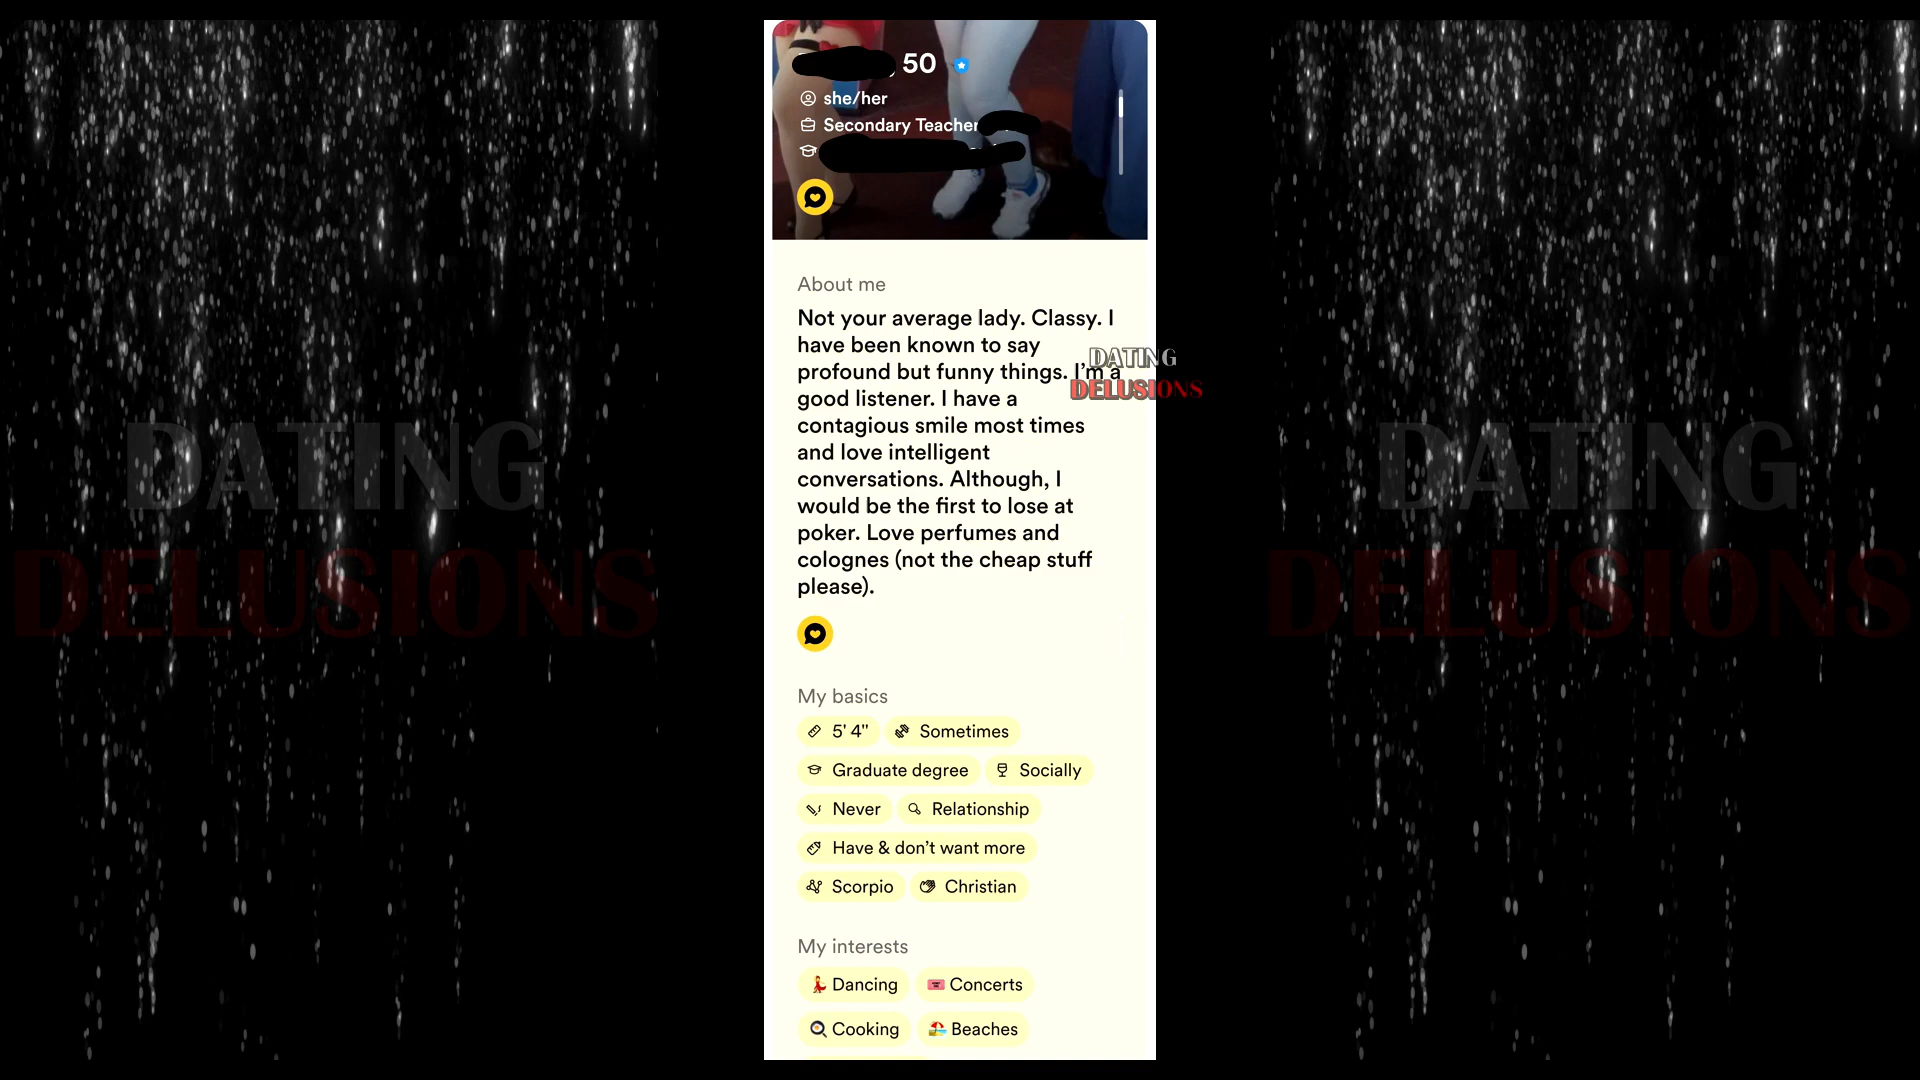 50
she/her
Secondary Teacher
About me
Not your average lady. Classy. I
have been known to say
profound but funny things. I'm a
good listener. I have a
contagious smile most times
and love intelligent
conversations. Although, I
would be the first to lose at
poker. Love perfumes and
colognes (not the cheap stuff
please).
DATING
DELUSIONS
DATING
DELUSIONS
DATING
DELUSIONS
My basics
5' 4"
Sometimes
Graduate degree
Socially
Never
Relationship
Have & don't want more
Scorpio
Christian
My interests
Dancing
Concerts
Cooking
Beaches